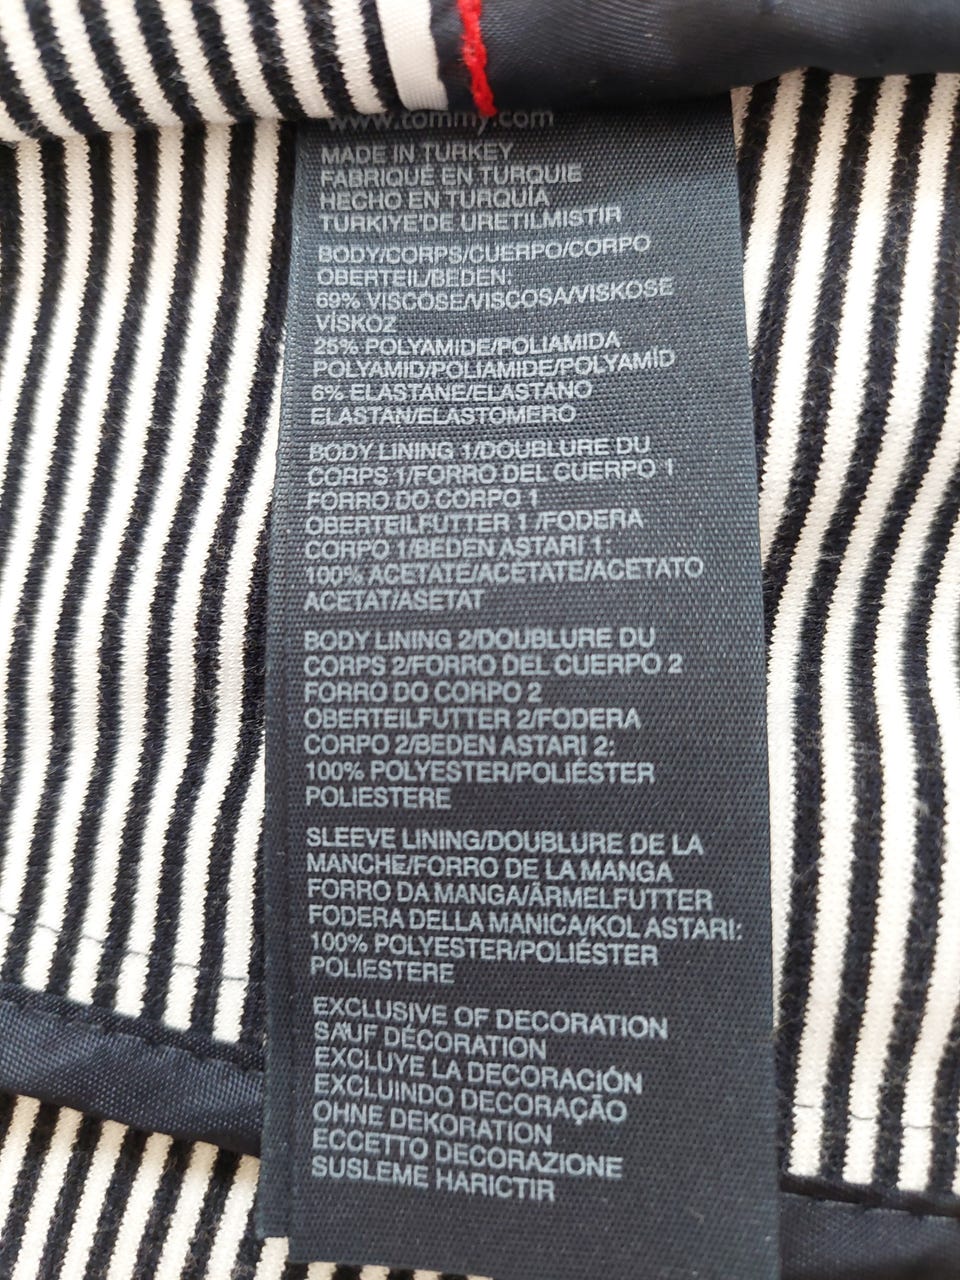 www.tommy.com
MADE IN TURKEY
FABRIQUÉ EN TURQUIE
HECHO EN TURQUÍA
TURKIYE'DE URETILMISTIR
BODY/CORPS/CUERPO/CORPO
OBERTEIL/BEDEN:
69% VISCOSE/VISCOSA/VISKOSE
VİSKOZ
25% POLYAMIDE/POLIAMIDA
POLYAMID/POLIAMIDE/POLYAMİD
6% ELASTANE/ELASTANO
ELASTAN/ELASTOMERO
BODY LINING 1/DOUBLURE DU
CORPS 1/FORRO DEL CUERPO 1
FORRO DO CORPO 1
OBERTEILFUTTER 1/FODERA
CORPO 1/BEDEN ASTARI 1:
100% ACETATE/ACÉTATE/ACETATO
ACETAT/ASETAT
BODY LINING 2/DOUBLURE DU
CORPS 2/FORRO DEL CUERPO 2
FORRO DO CORPO 2
OBERTEILFUTTER 2/FODERA
CORPO 2/BEDEN ASTARI 2:
100% POLYESTER/POLIÉSTER
POLIESTERE
SLEEVE LINING/DOUBLURE DE LA
MANCHE/FORRO DE LA MANGA
FORRO DA MANGA/ÄRMELFUTTER
FODERA DELLA MANICA/KOL ASTARI:
100% POLYESTER/POLIÉSTER
POLIESTERE
EXCLUSIVE OF DECORATION
SAUF DÉCORATION
EXCLUYE LA DECORACIÓN
EXCLUINDO DECORAÇÃO
OHNE DEKORATION
ECCETTO DECORAZIONE
SUSLEME HARICTIR